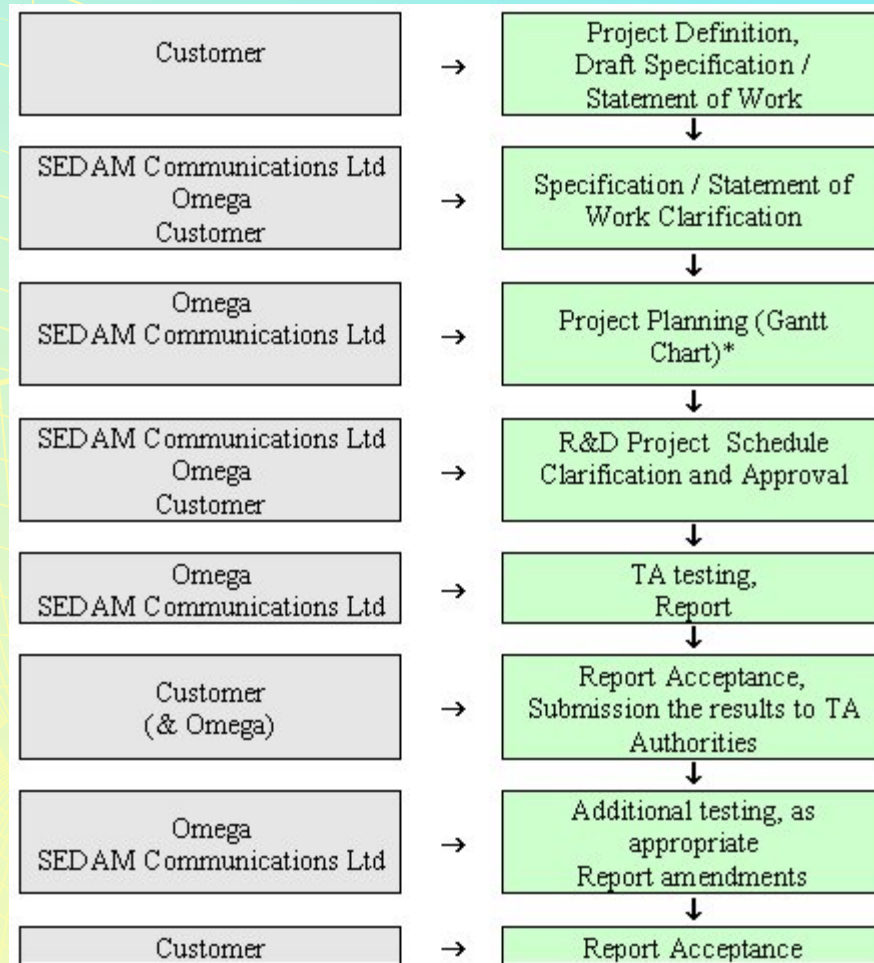 Customer
Project Definition,
Draft Specification /
Statement of Work
SEDAM Communications Ltd
Omega
Customer
Specification / Statement of
Work Clarification
Omega
SEDAM Communications Ltd
Project Planning (Gantt
Chart)*
SEDAM Communications Ltd
Omega
Customer
R&D Project Schedule
Clarification and Approval
Omega
SEDAM Communications Ltd
TA testing,
Report
Customer
(& Omega)
Report Acceptance,
Submission the results to TA
Authorities
Omega
SEDAM Communications Ltd
Additional testing, as
appropriate
Report amendments
Customer
Report Acceptance